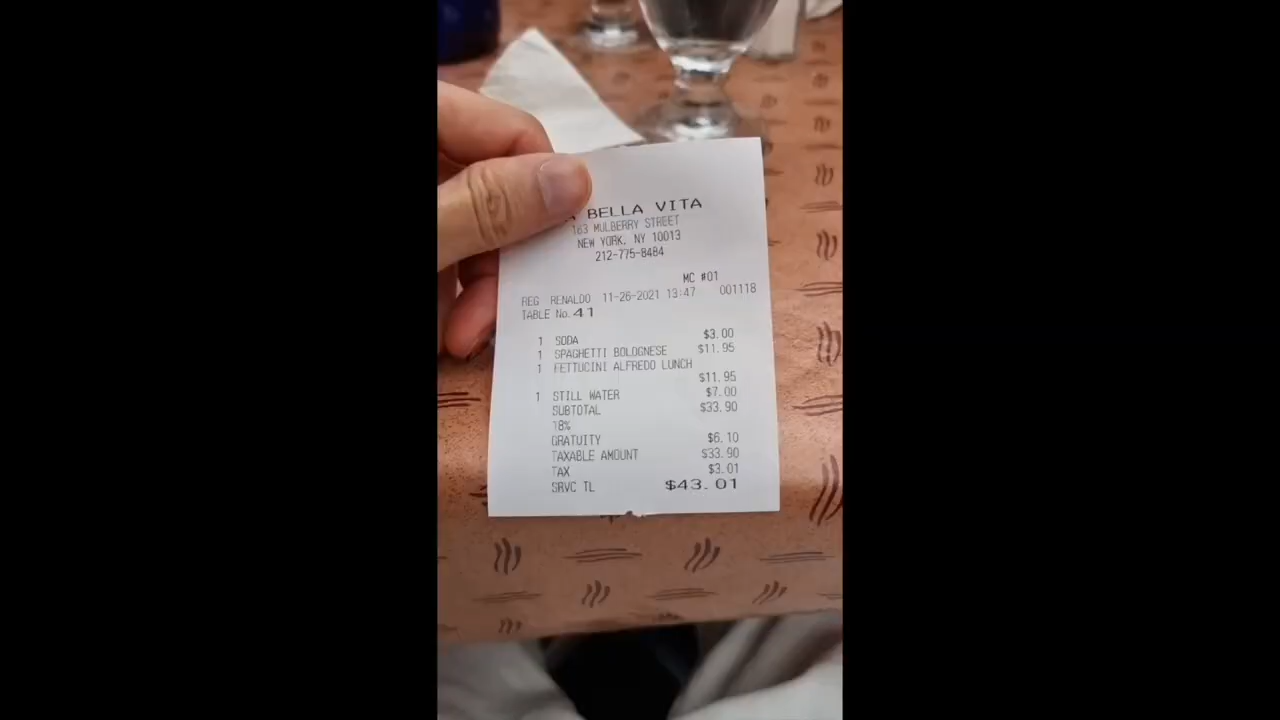 BELLA VITA
163 MULBERRY STREET
NEW YORK, NY 10013
212-775-8484
MC #01
REG RENALDO 11-26-2021 13:47 001118
TABLE No. 41
1 SODA $3.00
1 SPAGHETTI BOLOGNESE $11.95
1 FETTUCINI ALFREDO LUNCH
$11.95
1 STILL WATER $7.00
SUBTOTAL $33.90
18%
GRATUITY $6.10
TAXABLE AMOUNT $33.90
TAX $3.01
SRVC TL $43.01